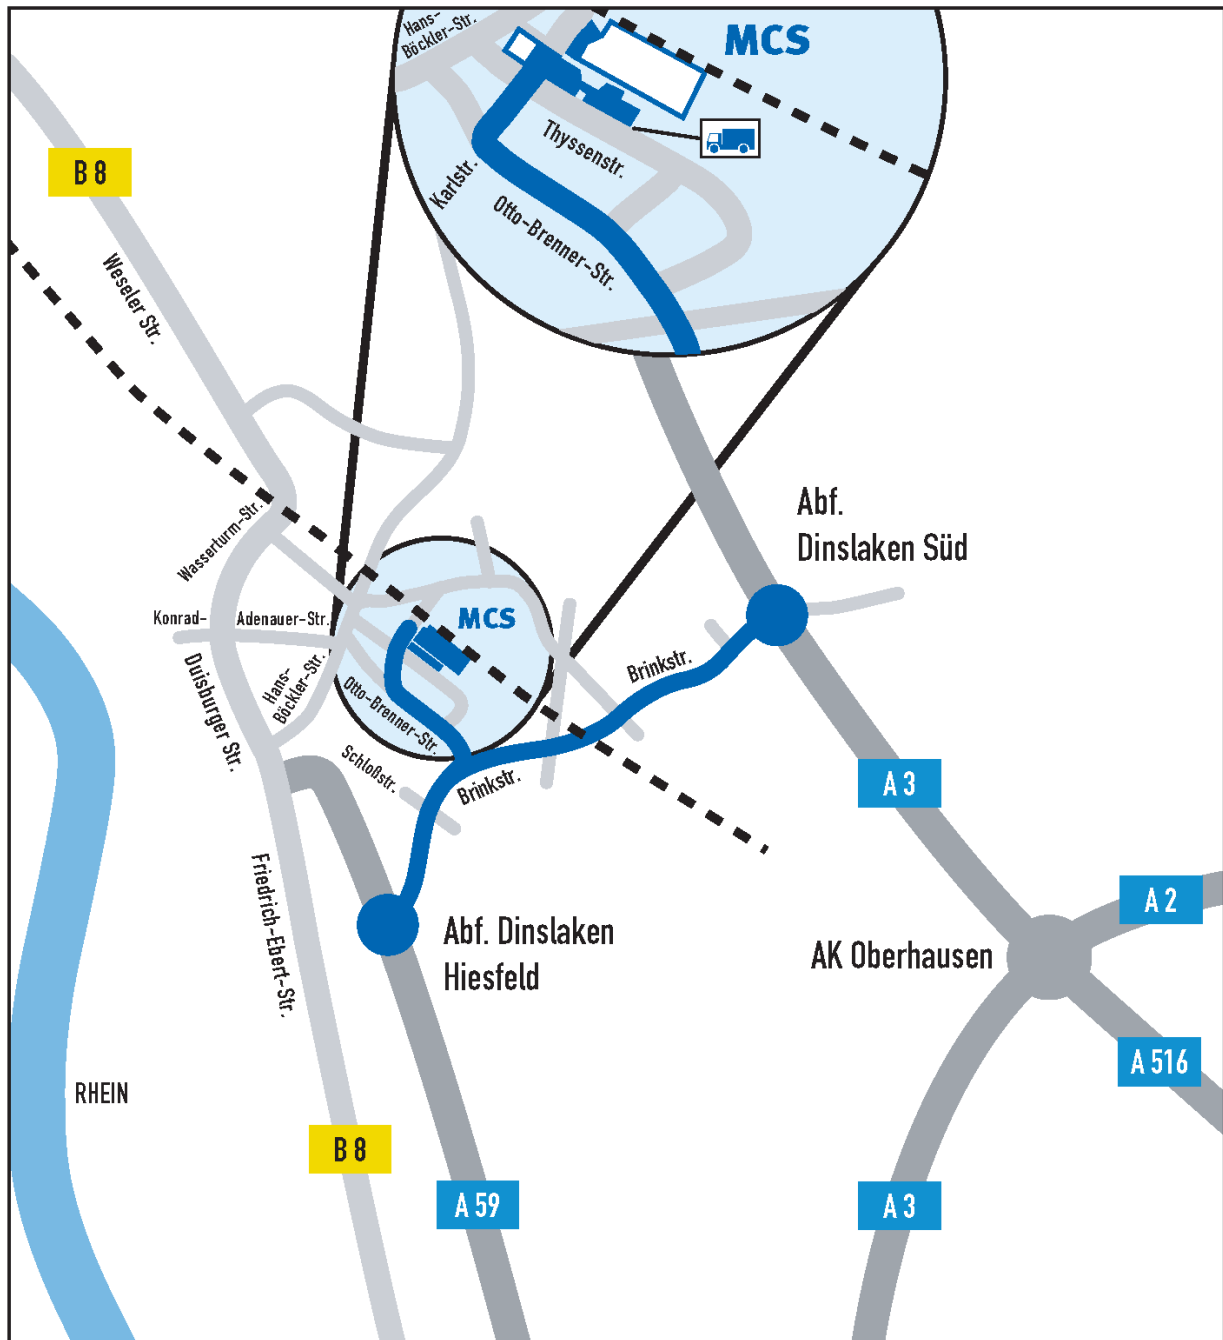 Hans-
Böckler-Str.
MCS
Thyssenstr.
Karlstr.
Otto-Brenner-Str.
B 8
Weseler Str.
Abf.
Dinslaken Süd
Wasserturm-Str.
Konrad-
Adenauer-Str.
MCS
Duisburger Str.
Hans-
Böckler-Str.
Otto-Brenner-Str.
Brinkstr.
Schloßstr.
Brinkstr.
A 3
Friedrich-Ebert-Str.
A 2
Abf. Dinslaken
Hiesfeld
AK Oberhausen
A 516
RHEIN
B 8
A 59
A 3